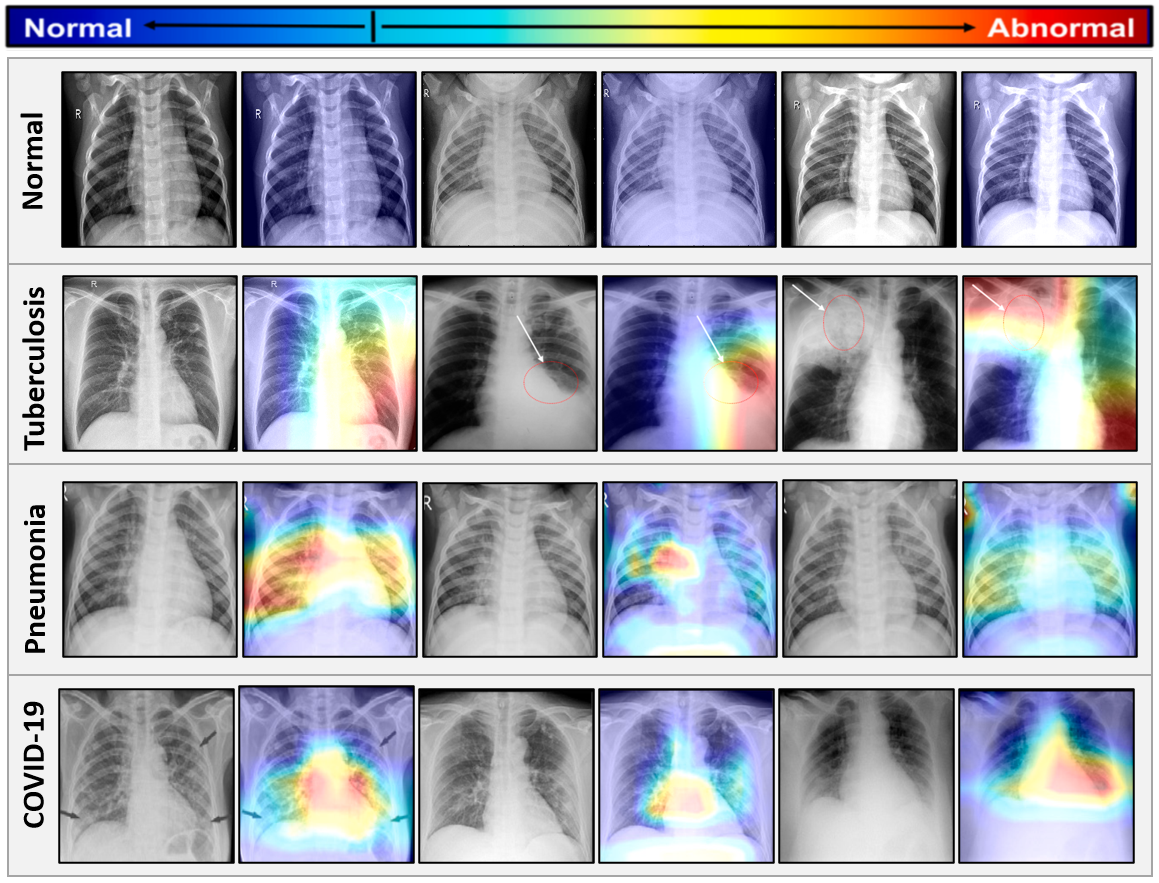 Normal Abnormal
Normal
R R R R R R
Tuberculosis
R R
Pneumonia
R R R R
COVID-19